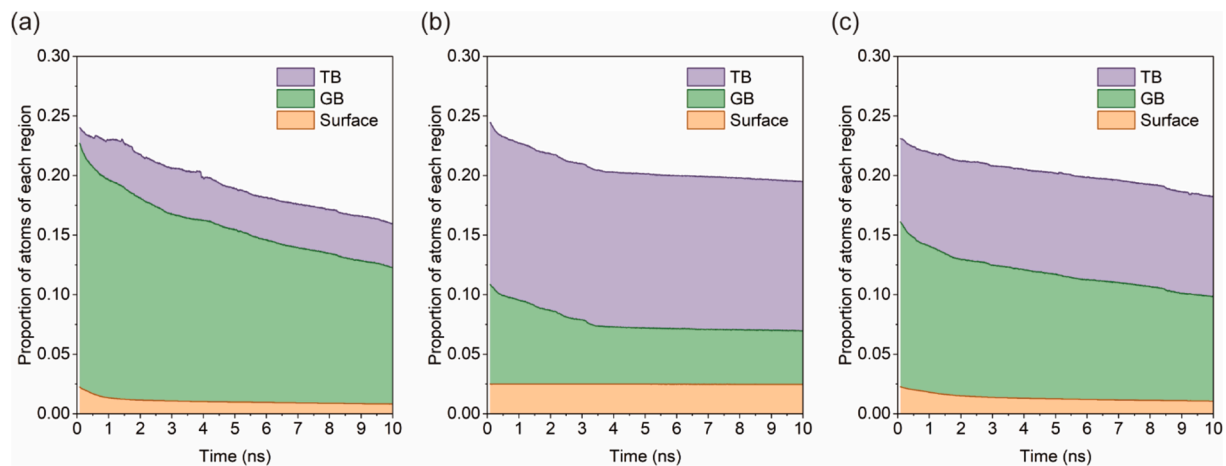 (a)
Proportion of atoms of each region
0.30
0.25
0.20
0.15
0.10
0.05
0.00
TB
GB
Surface
0 1 2 3 4 5 6 7 8 9 10
Time (ns)
(b)
Proportion of atoms of each region
0.30
0.25
0.20
0.15
0.10
0.05
0.00
TB
GB
Surface
0 1 2 3 4 5 6 7 8 9 10
Time (ns)
(c)
Proportion of atoms of each region
0.30
0.25
0.20
0.15
0.10
0.05
0.00
TB
GB
Surface
0 1 2 3 4 5 6 7 8 9 10
Time (ns)